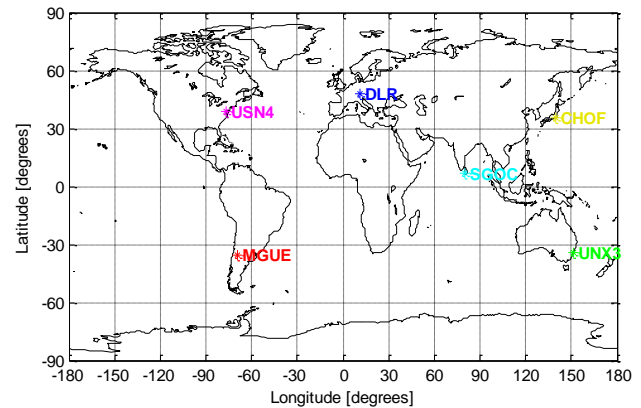 90
60
DLR
USN4
CHOF
30
SGOC
0
-30
MGUE
UNX3
-60
-90
-180 -150 -120 -90 -60 -30 0 30 60 90 120 150 180
Latitude [degrees]
Longitude [degrees]